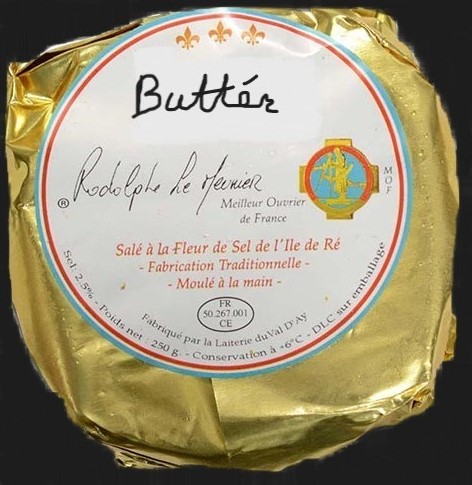 Buttér
® Rodolphe Le Meunier
Meilleur Ouvrier
de France
MOF
Salé à la Fleur de Sel de l'Ile de Ré
- Fabrication Traditionnelle -
- Moulé à la main -
FR
50.267.001
CE
Fabriqué par la Laiterie du Val D'Ay
Sel: 2,5% - Poids net : 250 g - Conservation à +6°C - DLC sur emballage